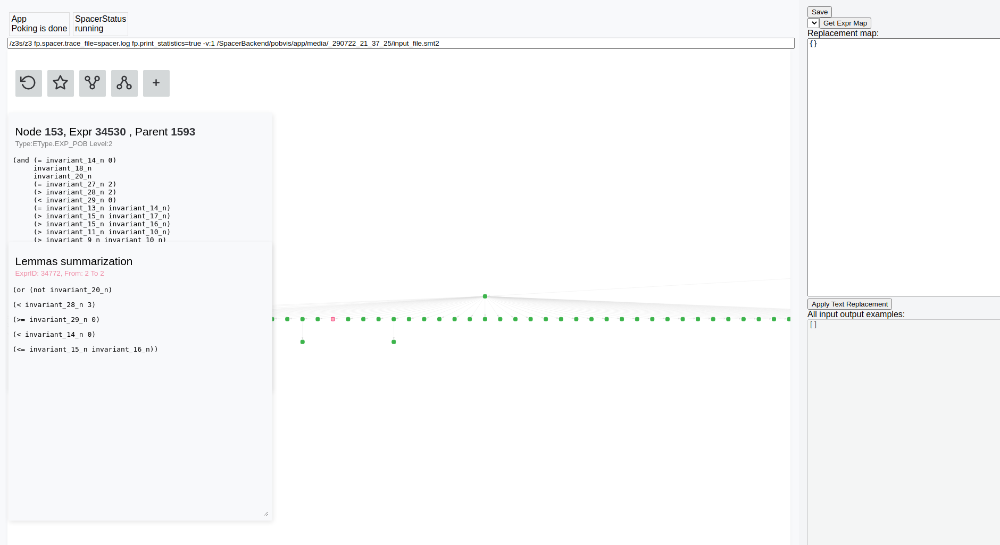 App
Poking is done
SpacerStatus
running
/z3s/z3 fp.spacer.trace_file=spacer.log fp.print_statistics=true -v:1 /SpacerBackend/pobvis/app/media/_290722_21_37_25/input_file.smt2
+
Node 153, Expr 34530 , Parent 1593
Type:EType.EXP_POB Level:2
(and (= invariant_14_n 0)
     invariant_18_n
     invariant_20_n
     (= invariant_27_n 2)
     (> invariant_28_n 2)
     (< invariant_29_n 0)
     (= invariant_13_n invariant_14_n)
     (> invariant_15_n invariant_17_n)
     (> invariant_15_n invariant_16_n)
     (> invariant_11_n invariant_10_n)
     (> invariant_9_n invariant_10_n)
Lemmas summarization
ExprID: 34772, From: 2 To 2
(or (not invariant_20_n)
(< invariant_28_n 3)
(>= invariant_29_n 0)
(< invariant_14_n 0)
(<= invariant_15_n invariant_16_n))
Save
Get Expr Map
Replacement map:
{}
Apply Text Replacement
All input output examples:
[]